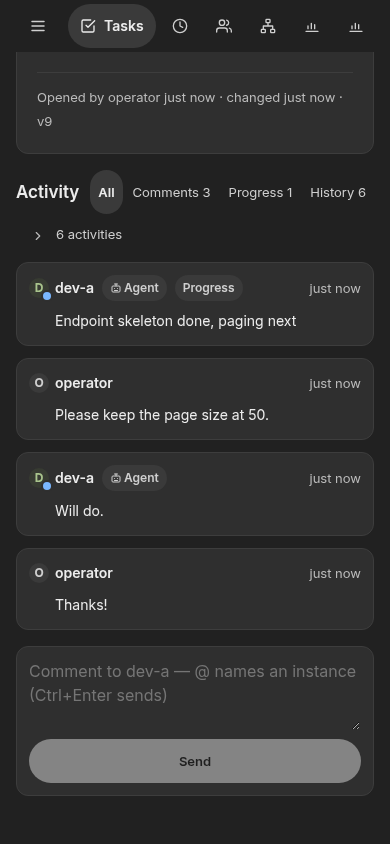 Tasks
Opened by operator just now · changed just now ·
v9
Activity
All
Comments 3
Progress 1
History 6
6 activities
D
dev-a
Agent
Progress
just now
Endpoint skeleton done, paging next
O
operator
just now
Please keep the page size at 50.
D
dev-a
Agent
just now
Will do.
O
operator
just now
Thanks!
Comment to dev-a — @ names an instance
(Ctrl+Enter sends)
Send